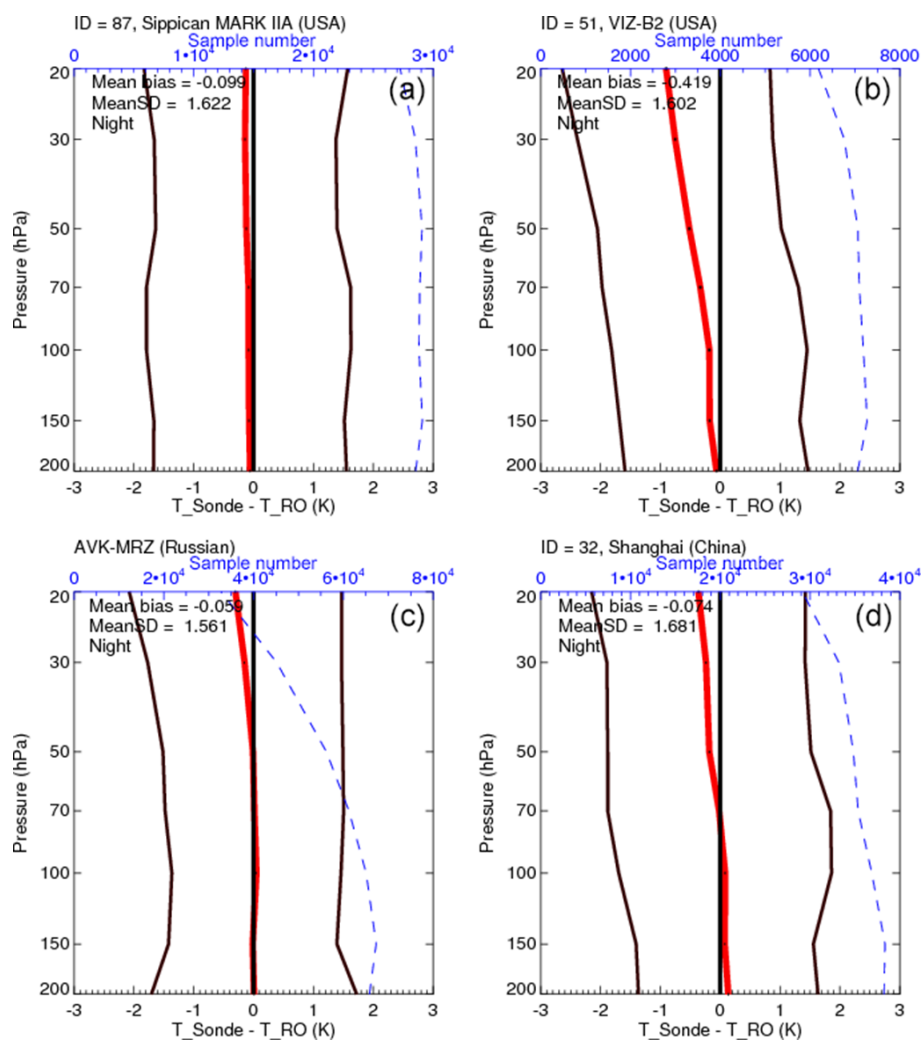 ID = 87, Sippican MARK IIA (USA)
Sample number
0 1•10⁴ 2•10⁴ 3•10⁴
20
Mean bias = -0.099
MeanSD = 1.622
Night
(a)
30
50
70
100
150
200
Pressure (hPa)
-3 -2 -1 0 1 2 3
T_Sonde - T_RO (K)
ID = 51, VIZ-B2 (USA)
Sample number
0 2000 4000 6000 8000
20
Mean bias = -0.419
MeanSD = 1.602
Night
(b)
30
50
70
100
150
200
Pressure (hPa)
-3 -2 -1 0 1 2 3
T_Sonde - T_RO (K)
AVK-MRZ (Russian)
Sample number
0 2•10⁴ 4•10⁴ 6•10⁴ 8•10⁴
20
Mean bias = -0.059
MeanSD = 1.561
Night
(c)
30
50
70
100
150
200
Pressure (hPa)
-3 -2 -1 0 1 2 3
T_Sonde - T_RO (K)
ID = 32, Shanghai (China)
Sample number
0 1•10⁴ 2•10⁴ 3•10⁴ 4•10⁴
20
Mean bias = -0.074
MeanSD = 1.681
Night
(d)
30
50
70
100
150
200
Pressure (hPa)
-3 -2 -1 0 1 2 3
T_Sonde - T_RO (K)